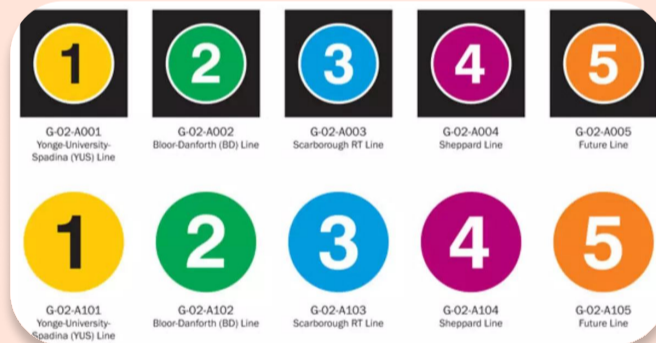 1 2 3 4 5
G-02-A001 G-02-A002 G-02-A003 G-02-A004 G-02-A005
Yonge-University- Bloor-Danforth (BD) Line Scarborough RT Line Sheppard Line Future Line
Spadina (YUS) Line
1 2 3 4 5
G-02-A101 G-02-A102 G-02-A103 G-02-A104 G-02-A105
Yonge-University- Bloor-Danforth (BD) Line Scarborough RT Line Sheppard Line Future Line
Spadina (YUS) Line